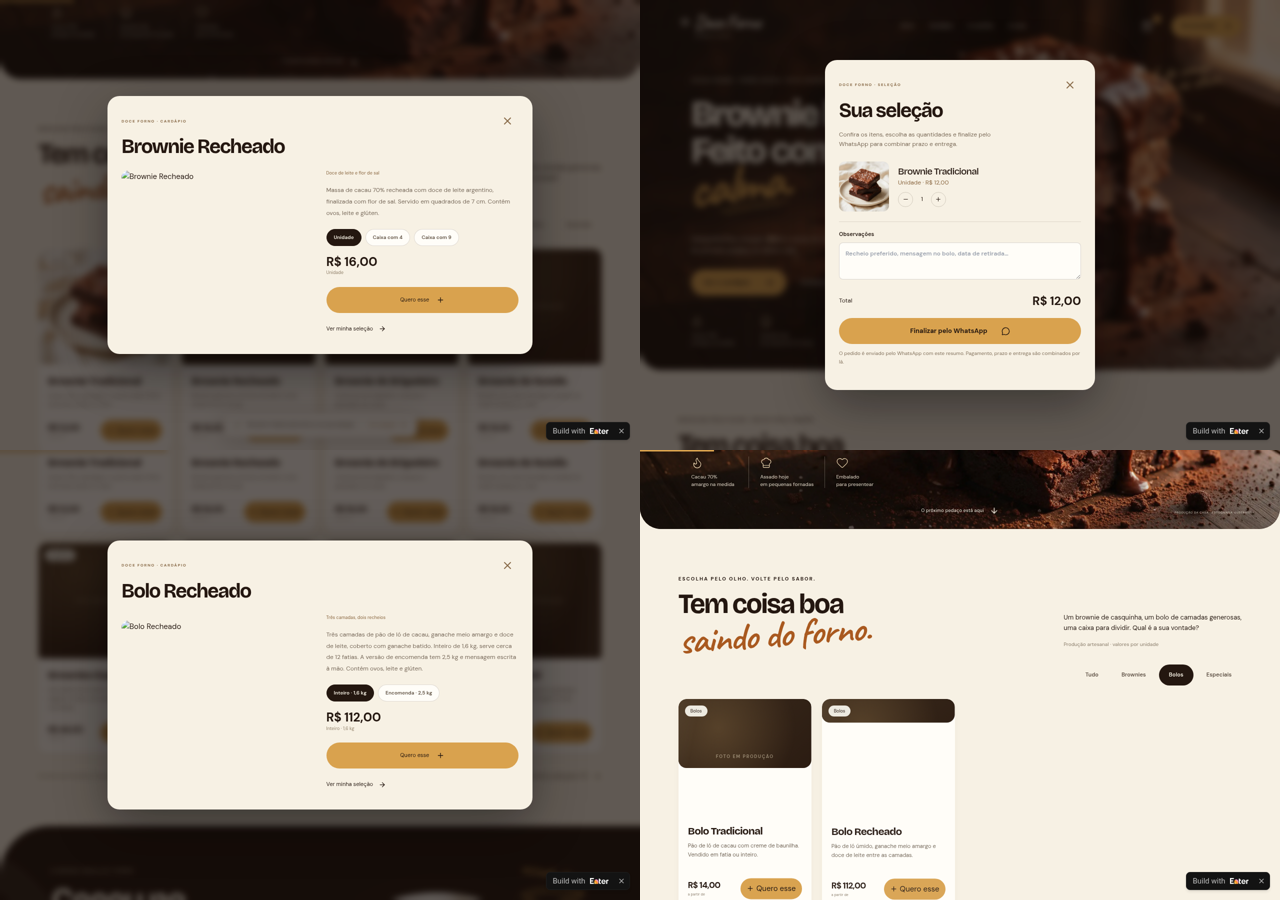 DOCE FORNO · CARDÁPIO
Brownie Recheado
Brownie Recheado
Doce de leite e flor de sal
Massa de cacau 70% recheada com doce de leite argentino,
finalizada com flor de sal. Servido em quadrados de 7 cm. Contém
ovos, leite e glúten.
Unidade
Caixa com 4
Caixa com 9
R$ 16,00
Unidade
Quero esse
Ver minha seleção
Build with Eater
DOCE FORNO · SELEÇÃO
Sua seleção
Confira os itens, escolha as quantidades e finalize pelo
WhatsApp para combinar prazo e entrega.
Brownie Tradicional
Unidade · R$ 12,00
1
Observações
Recheio preferido, mensagem no bolo, data de retirada...
Total
R$ 12,00
Finalizar pelo WhatsApp
O pedido é enviado pelo WhatsApp com este resumo. Pagamento, prazo e entrega são combinados por
lá.
Build with Eater
DOCE FORNO · CARDÁPIO
Bolo Recheado
Bolo Recheado
Três camadas, dois recheios
Três camadas de pão de ló de cacau, ganache meio amargo e doce
de leite, coberto com ganache batido. Inteiro de 1,6 kg, serve cerca
de 12 fatias. A versão de encomenda tem 2,5 kg e mensagem escrita
à mão. Contém ovos, leite e glúten.
Inteiro · 1,6 kg
Encomenda · 2,5 kg
R$ 112,00
Inteiro · 1,6 kg
Quero esse
Ver minha seleção
Build with Eater
Cacau 70%
amargo na medida
Assado hoje
em pequenas fornadas
Embalado
para presentear
O próximo pedaço está aqui
ESCOLHA PELO OLHO. VOLTE PELO SABOR.
Tem coisa boa
saindo do forno.
Um brownie de casquinha, um bolo de camadas generosas,
uma caixa para dividir. Qual é a sua vontade?
Produção artesanal · valores por unidade
Tudo
Brownies
Bolos
Especiais
Bolos
FOTO EM PRODUÇÃO
Bolo Tradicional
Pão de ló de cacau com creme de baunilha.
Vendido em fatia ou inteiro.
R$ 14,00
a partir de
Quero esse
Bolos
Bolo Recheado
Pão de ló úmido, ganache meio amargo e
doce de leite entre as camadas.
R$ 112,00
a partir de
Quero esse
Build with Eater